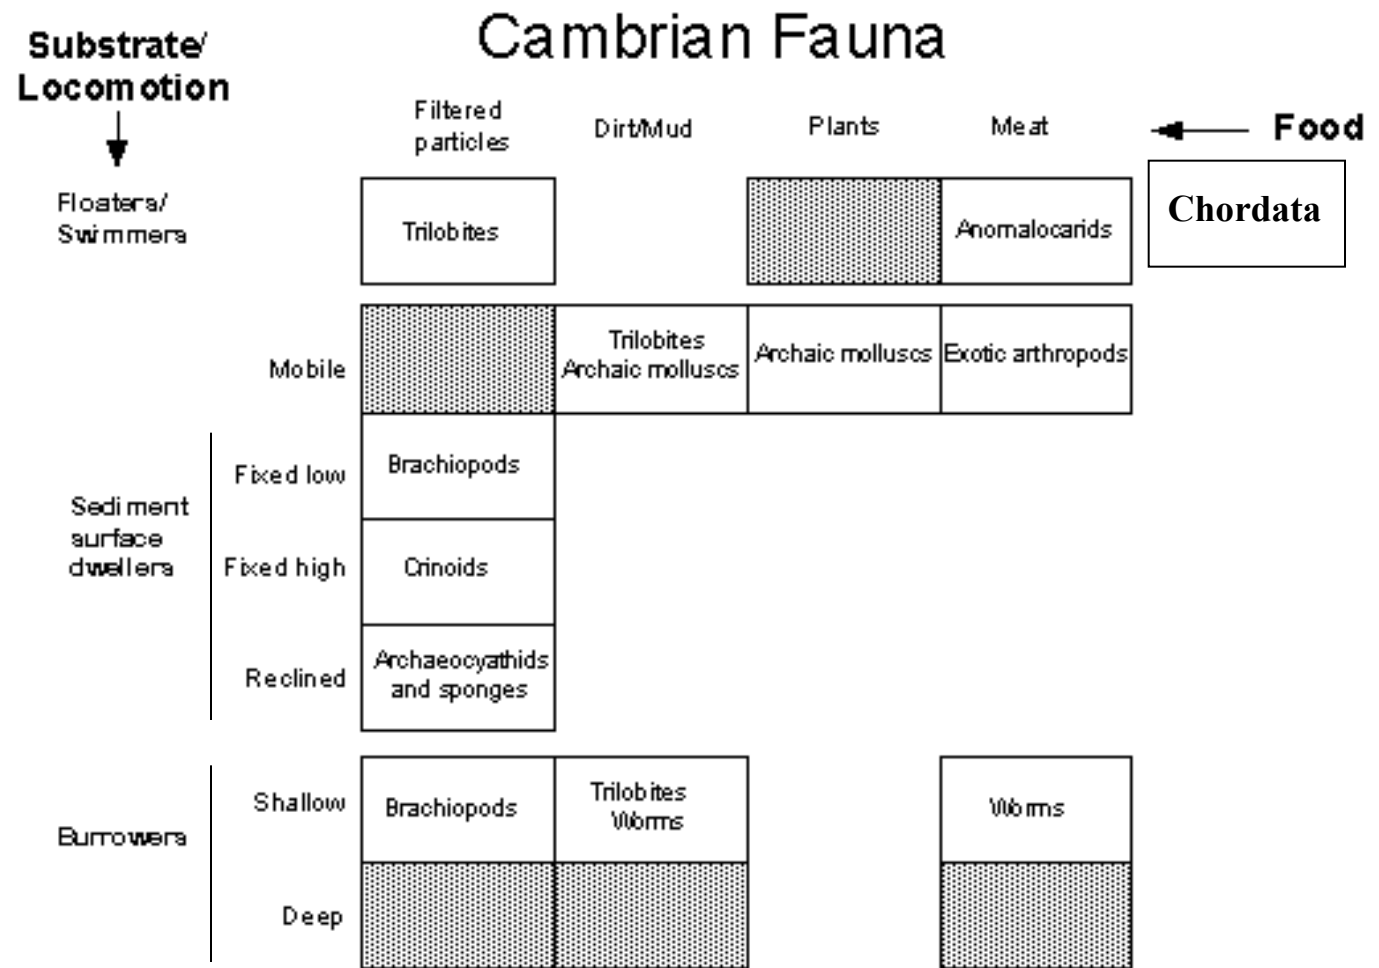 Cambrian Fauna
Substrate/
Locomotion
Filtered
particles
Dirt/Mud
Plants
Meat
Food
Floaters/
Swimmers
Trilobites
Anomalocarids
Chordata
Mobile
Trilobites
Archaic molluscs
Archaic molluscs
Exotic arthropods
Sediment
surface
dwellers
Fixed low
Brachiopods
Fixed high
Crinoids
Reclined
Archaeocyathids
and sponges
Burrowers
Shallow
Brachiopods
Trilobites
Worms
Worms
Deep